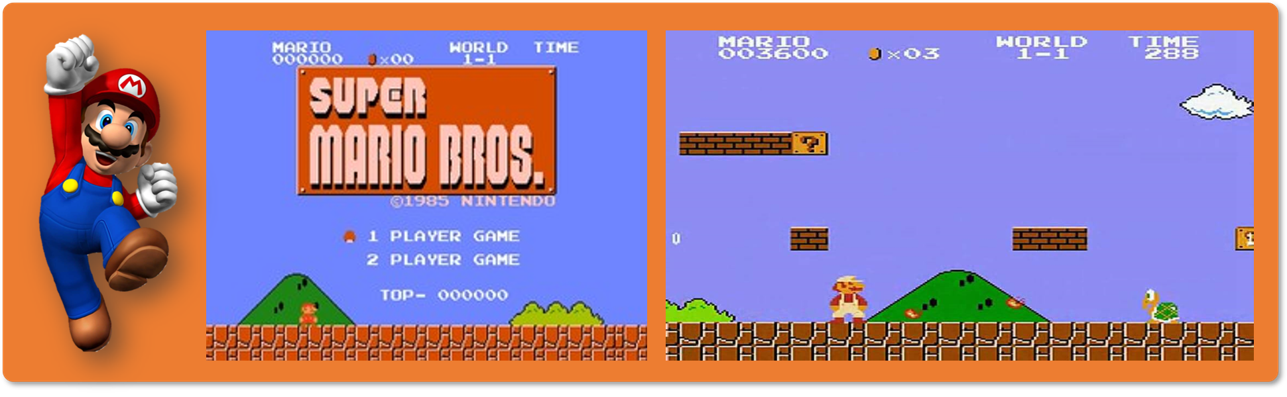 M
MARIO WORLD TIME
000000 ×00 1-1
SUPER
MARIO BROS.
©1985 NINTENDO
1 PLAYER GAME
2 PLAYER GAME
TOP- 000000
MARIO WORLD TIME
003600 ×03 1-1 288
?
0